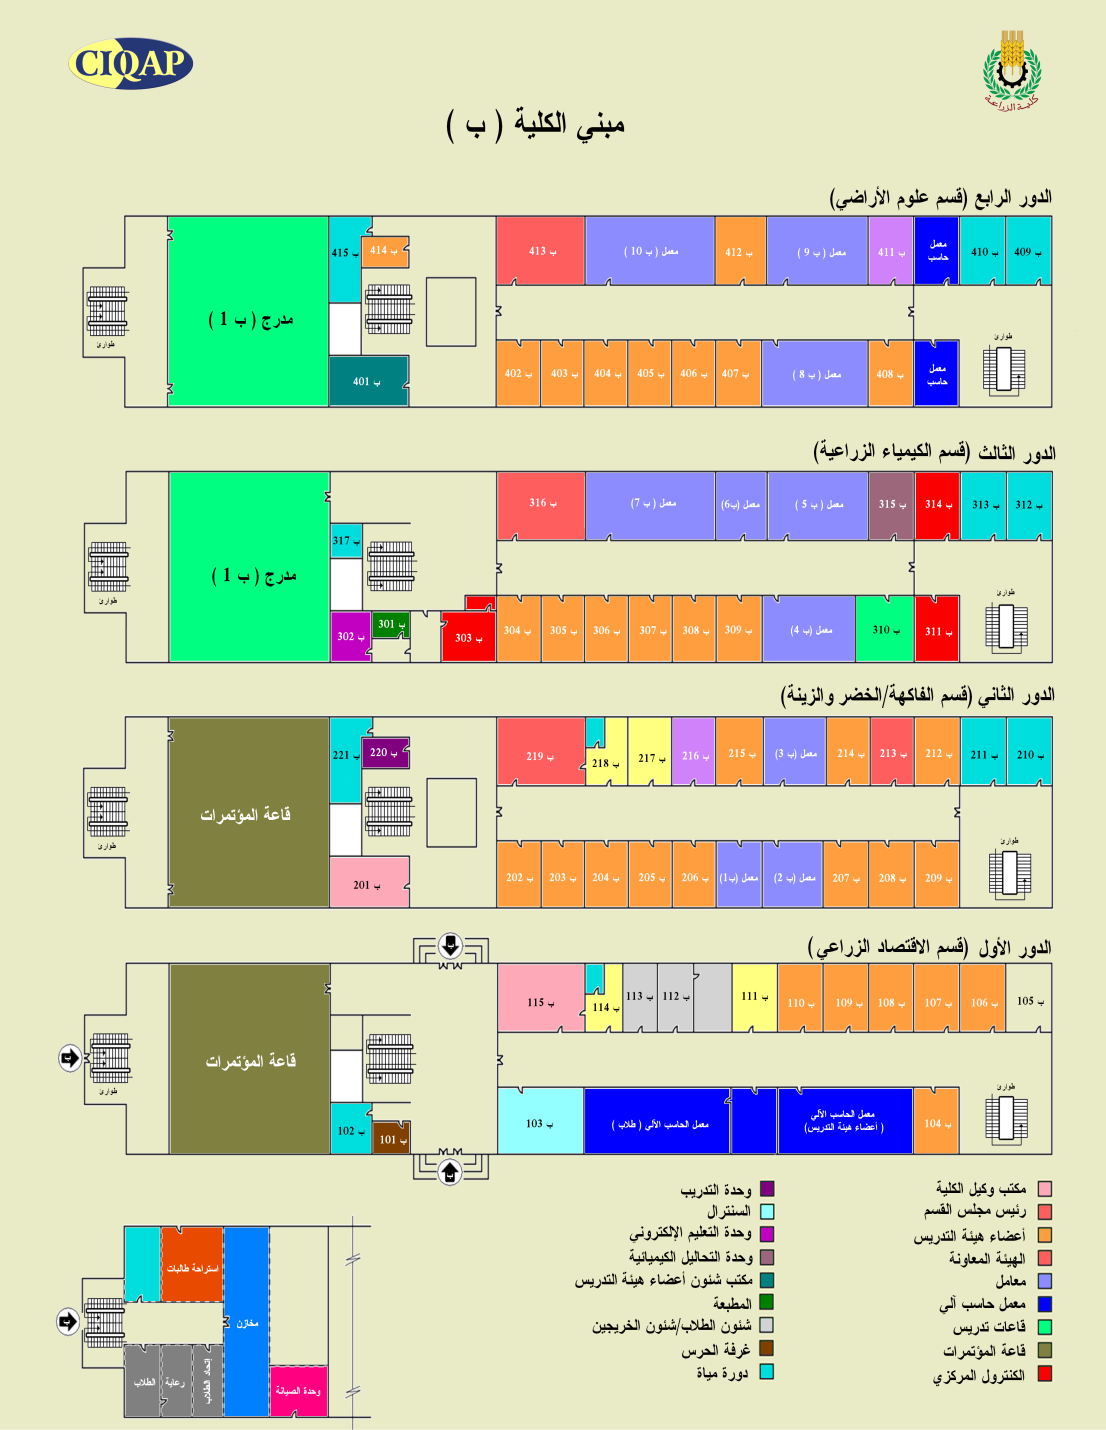 CIQAP
كلية الزراعة
مبني الكلية ( ب )
الدور الرابع (قسم علوم الأراضي)
ب 415
ب 414
ب 413
معمل ( ب 10 )
ب 412
معمل ( ب 9 )
ب 411
معمل
حاسب
ب 410
ب 409
طوارئ
مدرج ( ب 1 )
ب 401
ب 402
ب 403
ب 404
ب 405
ب 406
ب 407
معمل ( ب 8 )
ب 408
معمل
حاسب
طوارئ
الدور الثالث (قسم الكيمياء الزراعية)
ب 316
معمل ( ب 7 )
معمل (ب6)
معمل ( ب 5 )
ب 315
ب 314
ب 313
ب 312
ب 317
مدرج ( ب 1 )
طوارئ
طوارئ
ب 302
ب 301
ب 303
ب 304
ب 305
ب 306
ب 307
ب 308
ب 309
معمل (ب 4)
ب 310
ب 311
الدور الثاني (قسم الفاكهة/الخضر والزينة)
ب 221
ب 220
ب 219
ب 218
ب 217
ب 216
ب 215
معمل (ب 3)
ب 214
ب 213
ب 212
ب 211
ب 210
قاعة المؤتمرات
طوارئ
طوارئ
ب 201
ب 202
ب 203
ب 204
ب 205
ب 206
معمل (ب1)
معمل (ب 2)
ب 207
ب 208
ب 209
الدور الأول (قسم الاقتصاد الزراعي)
ب 115
ب 114
ب 113
ب 112
ب 111
ب 110
ب 109
ب 108
ب 107
ب 106
ب 105
قاعة المؤتمرات
طوارئ
طوارئ
ب 102
ب 101
ب 103
معمل الحاسب الألي ( طلاب )
معمل الحاسب الألي
( أعضاء هيئة التدريس)
ب 104
مكتب وكيل الكلية
رئيس مجلس القسم
أعضاء هيئة التدريس
الهيئة المعاونة
معامل
معمل حاسب آلي
قاعات تدريس
قاعة المؤتمرات
الكنترول المركزي
وحدة التدريب
السنترال
وحدة التعليم الإلكتروني
وحدة التحاليل الكيميائية
مكتب شئون أعضاء هيئة التدريس
المطبعة
شئون الطلاب/شئون الخريجين
غرفة الحرس
دورة مياة
استراحة طالبات
مخازن
الطلاب
رعاية
إتحاد الطلاب
وحدة الصيانة